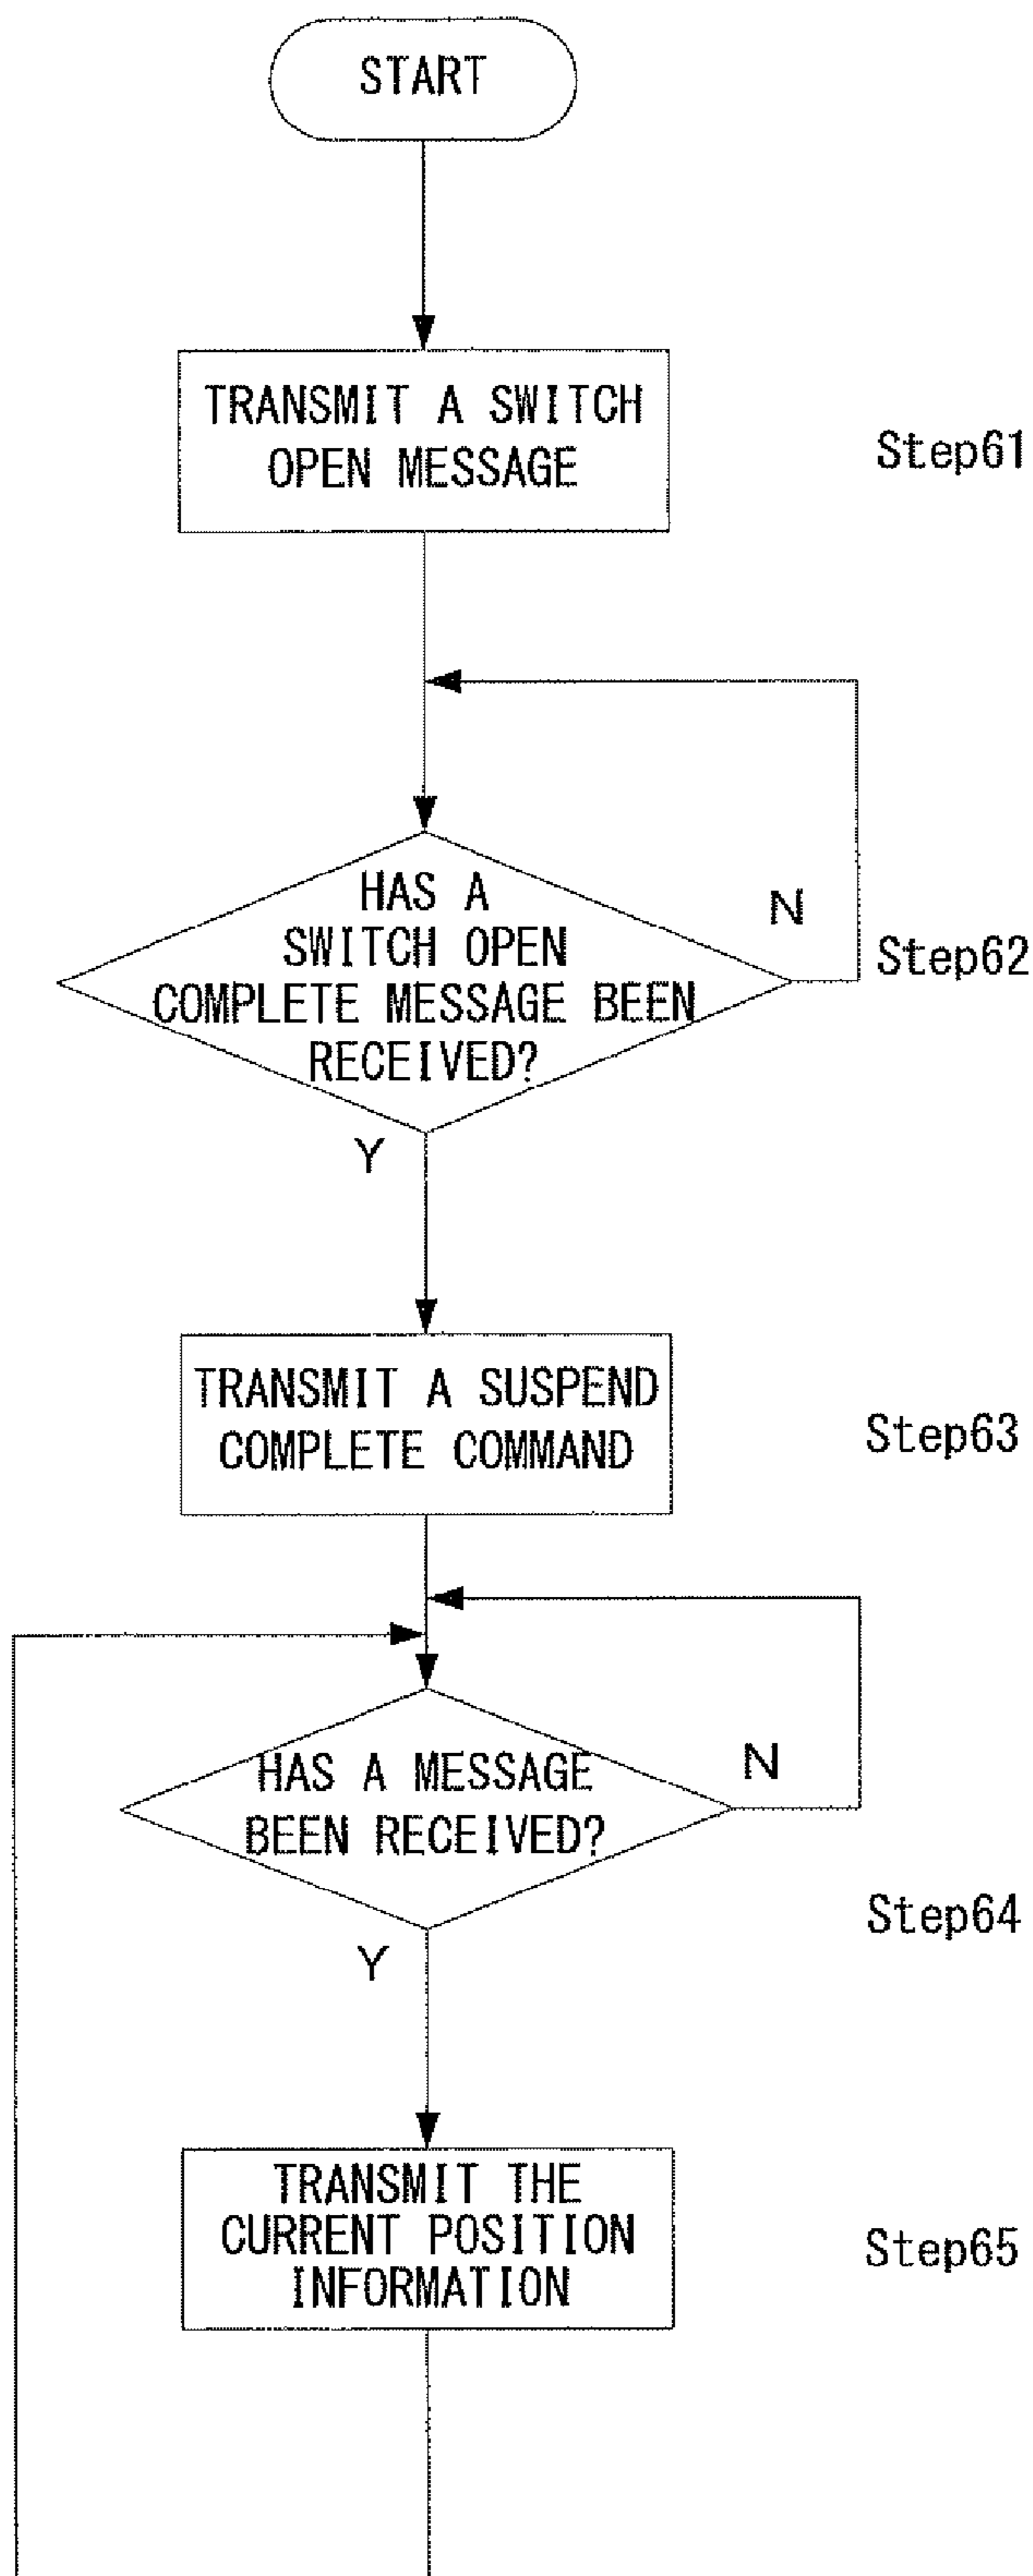 START
TRANSMIT A SWITCH
OPEN MESSAGE
Step61
HAS A
SWITCH OPEN
COMPLETE MESSAGE BEEN
RECEIVED?
N
Step62
Y
TRANSMIT A SUSPEND
COMPLETE COMMAND
Step63
HAS A MESSAGE
BEEN RECEIVED?
N
Step64
Y
TRANSMIT THE
CURRENT POSITION
INFORMATION
Step65